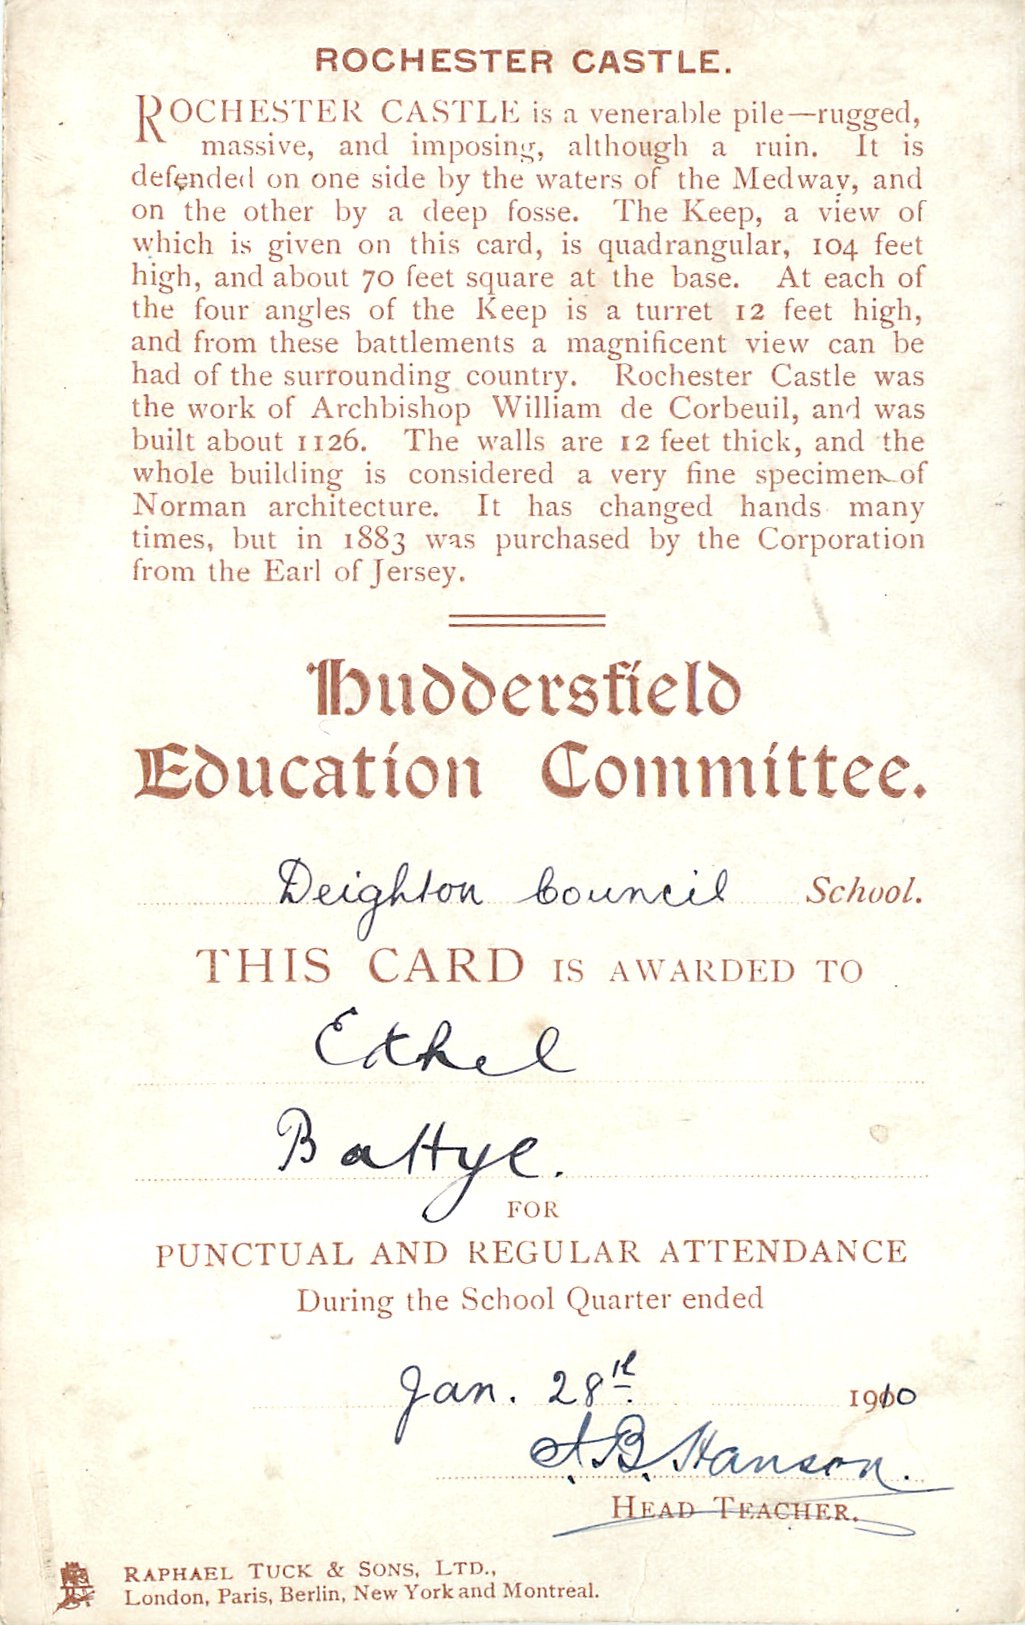 ROCHESTER CASTLE.
ROCHESTER CASTLE is a venerable pile—rugged,
massive, and imposing, although a ruin. It is
defended on one side by the waters of the Medway, and
on the other by a deep fosse. The Keep, a view of
which is given on this card, is quadrangular, 104 feet
high, and about 70 feet square at the base. At each of
the four angles of the Keep is a turret 12 feet high,
and from these battlements a magnificent view can be
had of the surrounding country. Rochester Castle was
the work of Archbishop William de Corbeuil, and was
built about 1126. The walls are 12 feet thick, and the
whole building is considered a very fine specimen of
Norman architecture. It has changed hands many
times, but in 1883 was purchased by the Corporation
from the Earl of Jersey.
Huddersfield
Education Committee.
Deighton Council School.
THIS CARD IS AWARDED TO
Ethel
Battye.
FOR
PUNCTUAL AND REGULAR ATTENDANCE
During the School Quarter ended
Jan. 28th 1910
A. B. Hanson.
HEAD TEACHER.
RAPHAEL TUCK & SONS, LTD.,
London, Paris, Berlin, New York and Montreal.